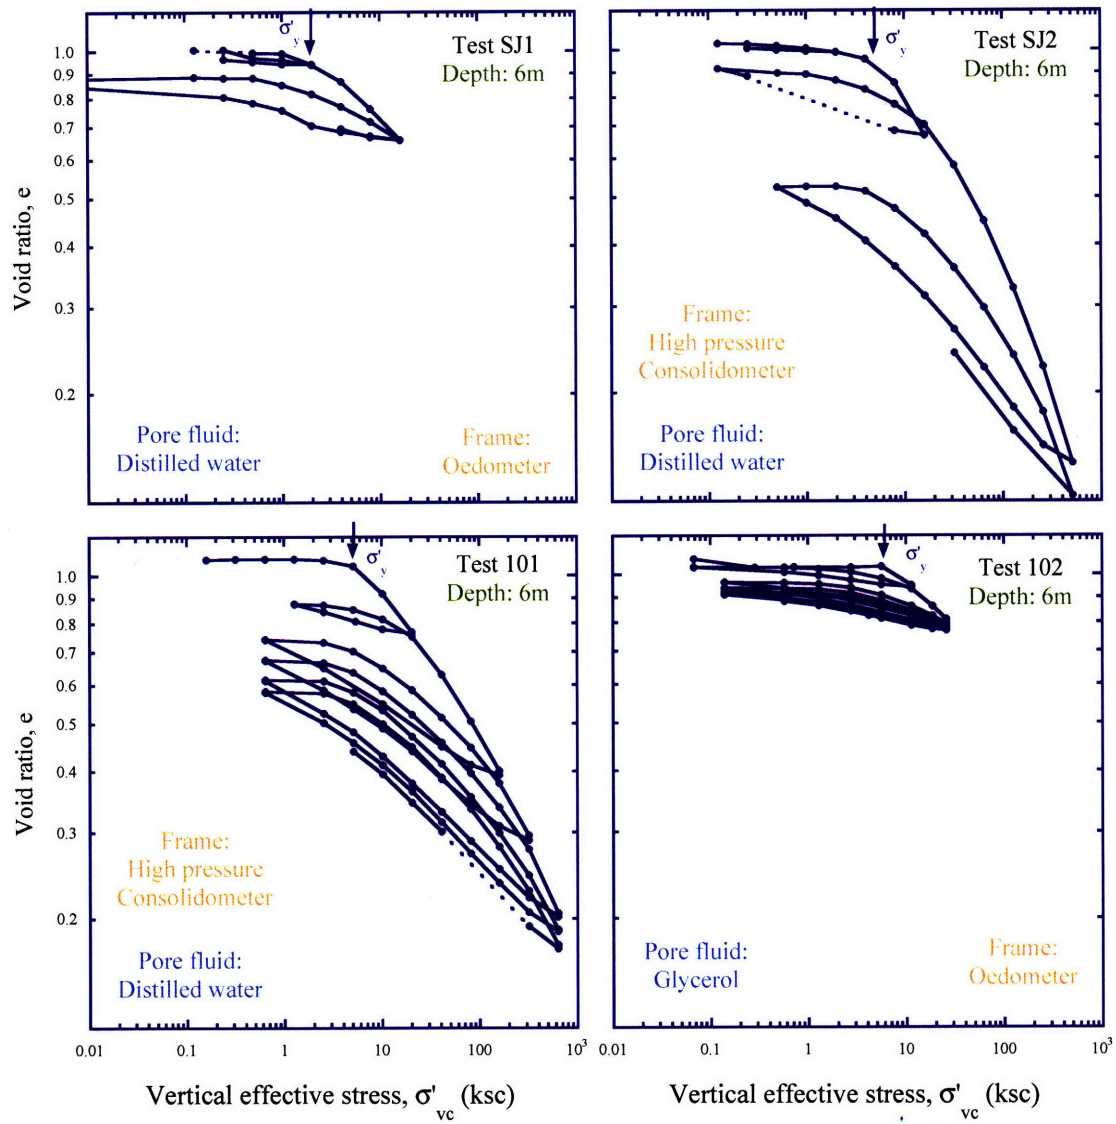 σ'y
Test SJ1
Depth: 6m
1.0
0.9
0.8
0.7
0.6
0.5
0.4
0.3
0.2
Void ratio, e
Pore fluid:
Distilled water
Frame:
Oedometer
σ'y
Test SJ2
Depth: 6m
Frame:
High pressure
Consolidometer
Pore fluid:
Distilled water
σ'y
Test 101
Depth: 6m
1.0
0.9
0.8
0.7
0.6
0.5
0.4
0.3
0.2
Void ratio, e
Frame:
High pressure
Consolidometer
Pore fluid:
Distilled water
0.01 0.1 1 10 100 10³
Vertical effective stress, σ'vc (ksc)
σ'y
Test 102
Depth: 6m
Pore fluid:
Glycerol
Frame:
Oedometer
0.1 1 10 100 10³
Vertical effective stress, σ'vc (ksc)